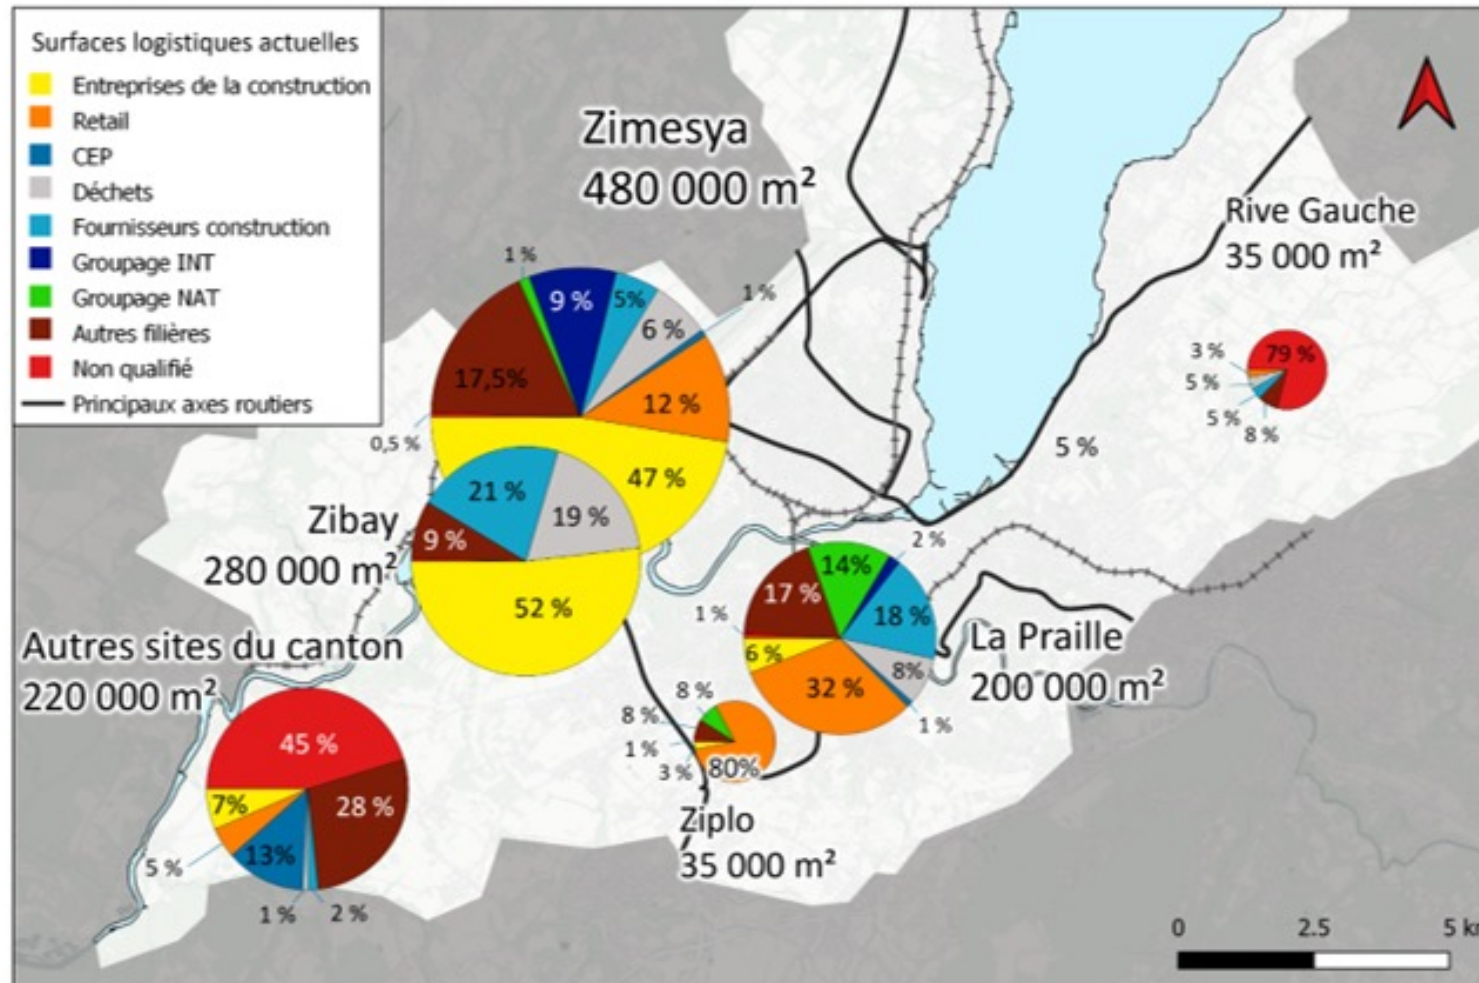 Surfaces logistiques actuelles
Entreprises de la construction
Retail
CEP
Déchets
Fournisseurs construction
Groupage INT
Groupage NAT
Autres filières
Non qualifié
Principaux axes routiers
Zimesya
480 000 m²
1 %
9 %
5%
6 %
1 %
17,5%
12 %
0,5 %
47 %
Rive Gauche
35 000 m²
3 %
79 %
5 %
5 %
8 %
5 %
Zibay
280 000 m²
21 %
19 %
9 %
52 %
La Praille
200 000 m²
14%
2 %
17 %
18 %
1 %
6 %
8%
32 %
1 %
Autres sites du canton
220 000 m²
45 %
7%
28 %
5 %
13%
1 %
2 %
8 %
8 %
1 %
3 %
80%
Ziplo
35 000 m²
0
2.5
5 km